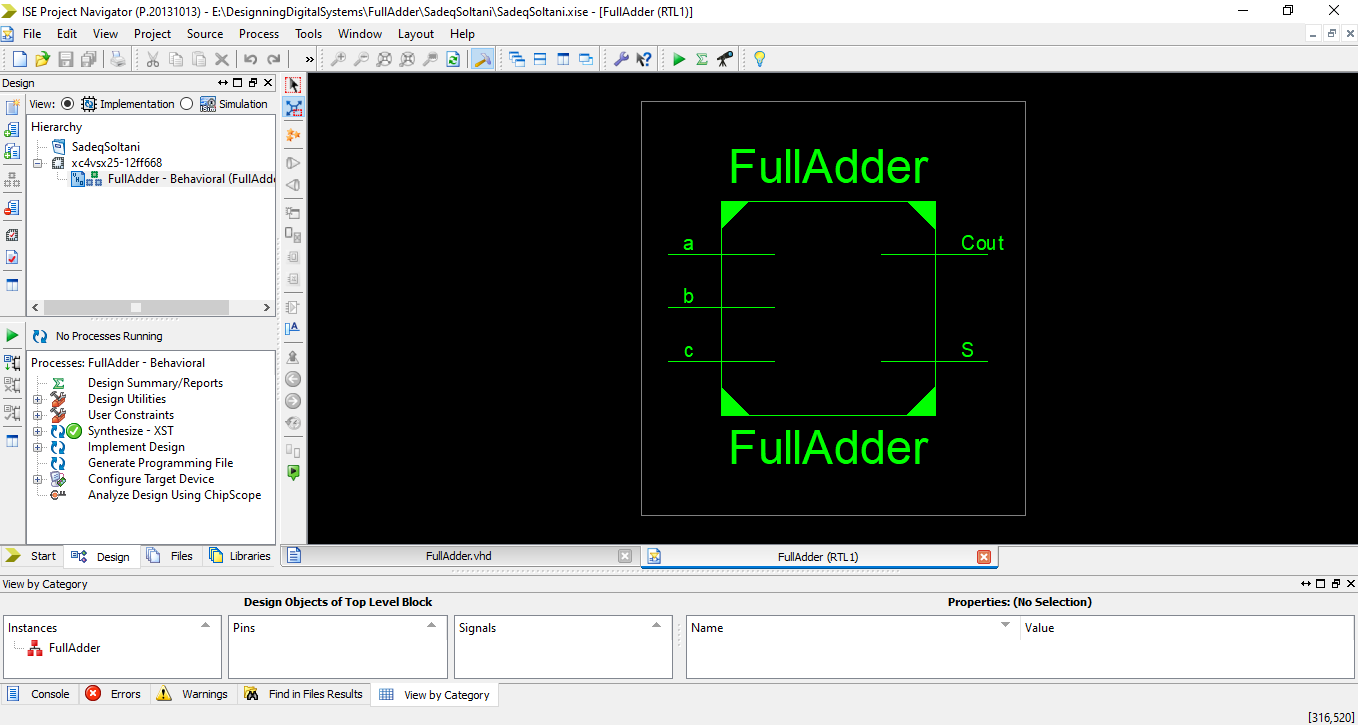 ISE Project Navigator (P.20131013) - E:\DesignningDigitalSystems\FullAdder\SadeqSoltani\SadeqSoltani.xise - [FullAdder (RTL1)]
File Edit View Project Source Process Tools Window Layout Help
Design
View: Implementation Simulation
Hierarchy
SadeqSoltani
xc4vsx25-12ff668
FullAdder - Behavioral (FullAdde
No Processes Running
Processes: FullAdder - Behavioral
Design Summary/Reports
Design Utilities
User Constraints
Synthesize - XST
Implement Design
Generate Programming File
Configure Target Device
Analyze Design Using ChipScope
Start Design Files Libraries
FullAdder
a Cout
b
c S
FullAdder
FullAdder.vhd FullAdder (RTL1)
View by Category
Design Objects of Top Level Block Properties: (No Selection)
Instances Pins Signals Name Value
FullAdder
Console Errors Warnings Find in Files Results View by Category
[316,520]